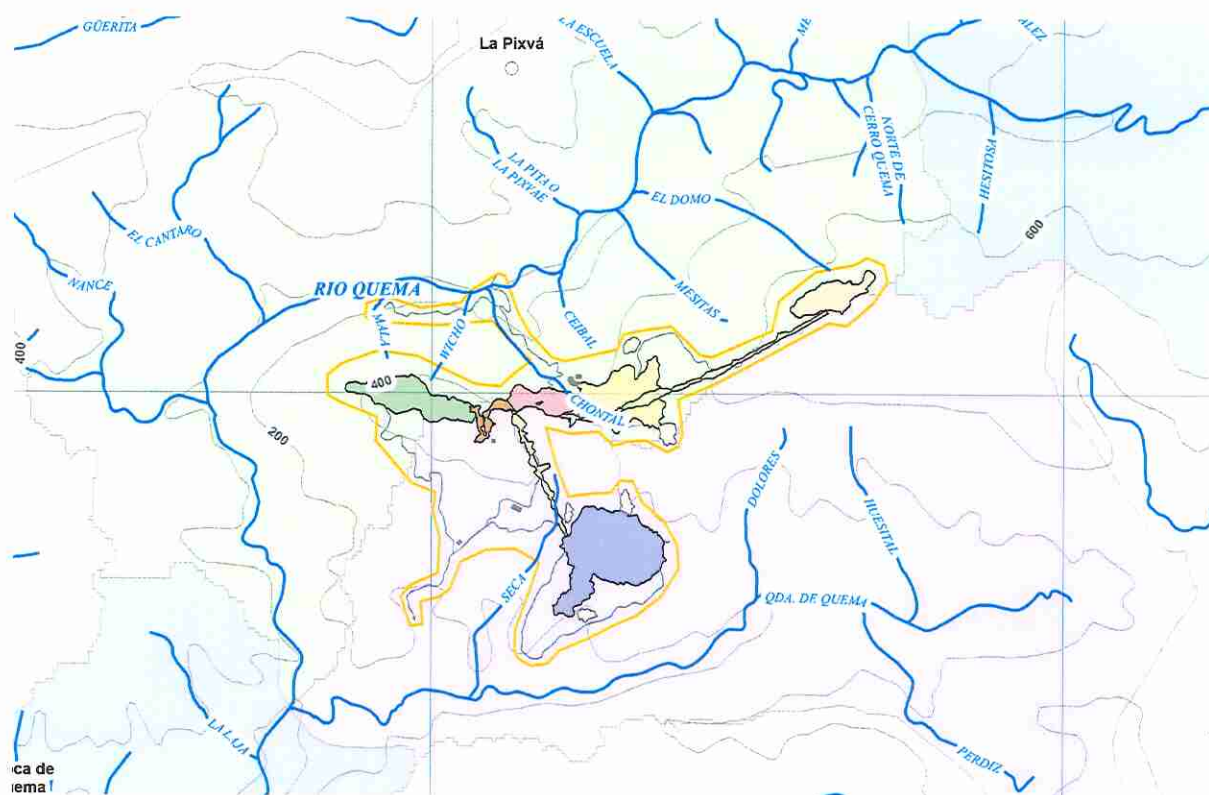 GÜERITA
La Pixvá
LA ESCUELA
NORTE DE
CERRO QUEMA
HESITOSA
LA PITA O
LA PIXVAE
EL DOMO
600
EL CANTARO
NANCE
RIO QUEMA
MESITAS
MALA
WICHO
CEIBAL
400
400
CHONTAL
200
DOLORES
HUESITAL
SECA
QDA. DE QUEMA
LA LAJA
PERDIZ